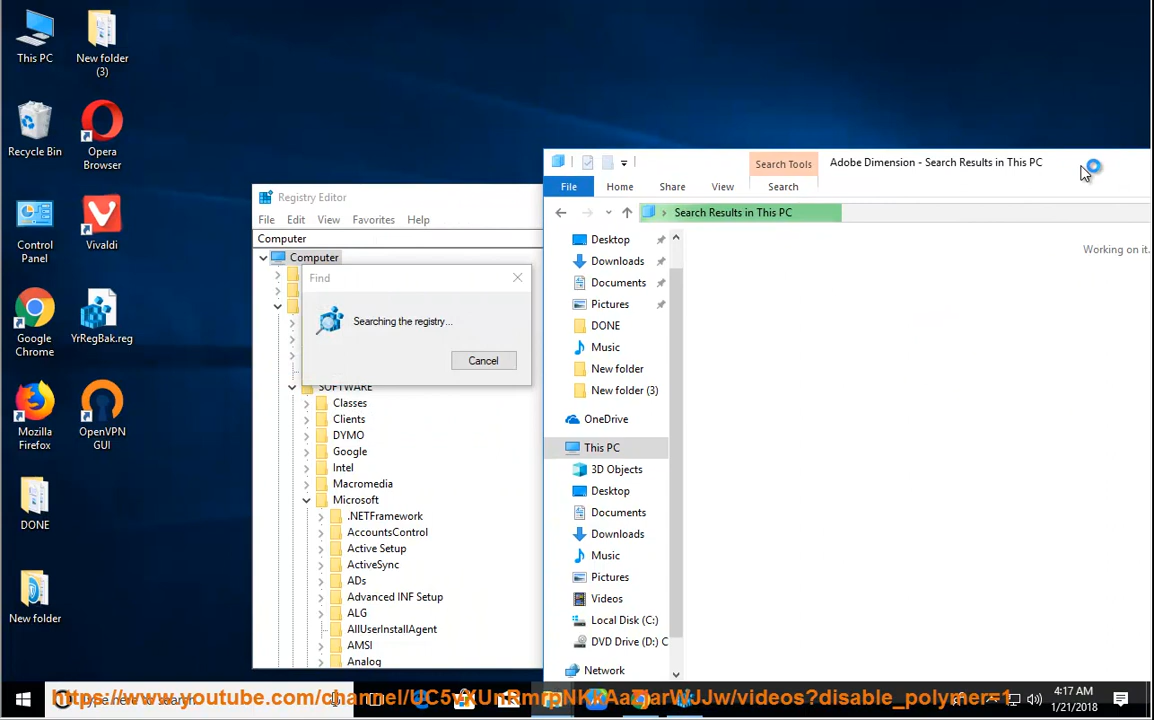 This PC
New folder
(3)
Recycle Bin
Opera
Browser
Control
Panel
Vivaldi
Google
Chrome
YrRegBak.reg
Mozilla
Firefox
OpenVPN
GUI
DONE
New folder
Registry Editor
File Edit View Favorites Help
Computer
Computer
Find
Searching the registry...
Cancel
SOFTWARE
Classes
Clients
DYMO
Google
Intel
Macromedia
Microsoft
.NETFramework
AccountsControl
Active Setup
ActiveSync
ADs
Advanced INF Setup
ALG
AllUserInstallAgent
AMSI
Analog
Search Tools
Adobe Dimension - Search Results in This PC
File Home Share View Search
Search Results in This PC
Working on it.
Desktop
Downloads
Documents
Pictures
DONE
Music
New folder
New folder (3)
OneDrive
This PC
3D Objects
Desktop
Documents
Downloads
Music
Pictures
Videos
Local Disk (C:)
DVD Drive (D:) C
Network
4:17 AM
1/21/2018